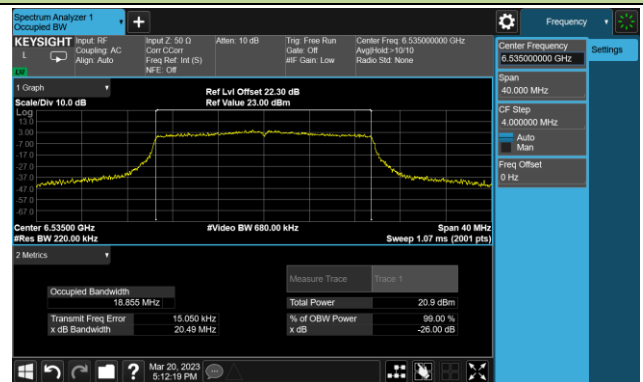 Spectrum Analyzer 1
Occupied BW
+
Frequency
KEYSIGHT
L
LV
Input: RF
Coupling: AC
Align: Auto
Input Z: 50 Ω
Corr CCorr
Freq Ref: Int (S)
NFE: Off
Atten: 10 dB
Trig: Free Run
Gate: Off
#IF Gain: Low
Center Freq: 6.535000000 GHz
Avg|Hold:>10/10
Radio Std: None
Center Frequency
6.535000000 GHz
Settings
Span
40.000 MHz
CF Step
4.000000 MHz
Auto
Man
Freq Offset
0 Hz
1 Graph
Scale/Div 10.0 dB
Ref Lvl Offset 22.30 dB
Ref Value 23.00 dBm
Log
13.0
3.00
-7.00
-17.0
-27.0
-37.0
-47.0
-57.0
-67.0
Center 6.53500 GHz
#Res BW 220.00 kHz
#Video BW 680.00 kHz
Span 40 MHz
Sweep 1.07 ms (2001 pts)
2 Metrics
Measure Trace
Trace 1
Occupied Bandwidth
18.855 MHz
Total Power
20.9 dBm
Transmit Freq Error
15.050 kHz
% of OBW Power
99.00 %
x dB Bandwidth
20.49 MHz
x dB
-26.00 dB
?
Mar 20, 2023
5:12:19 PM